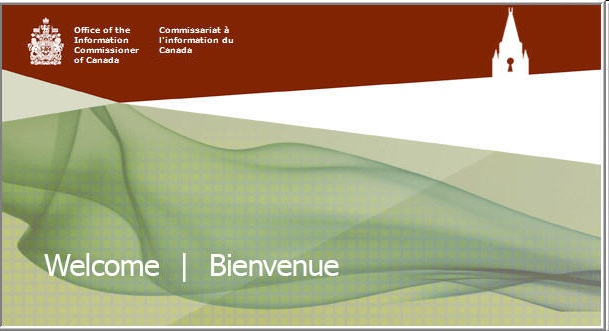 Office of the
Information
Commissioner
of Canada
Commissariat à
l'information du
Canada
Welcome | Bienvenue